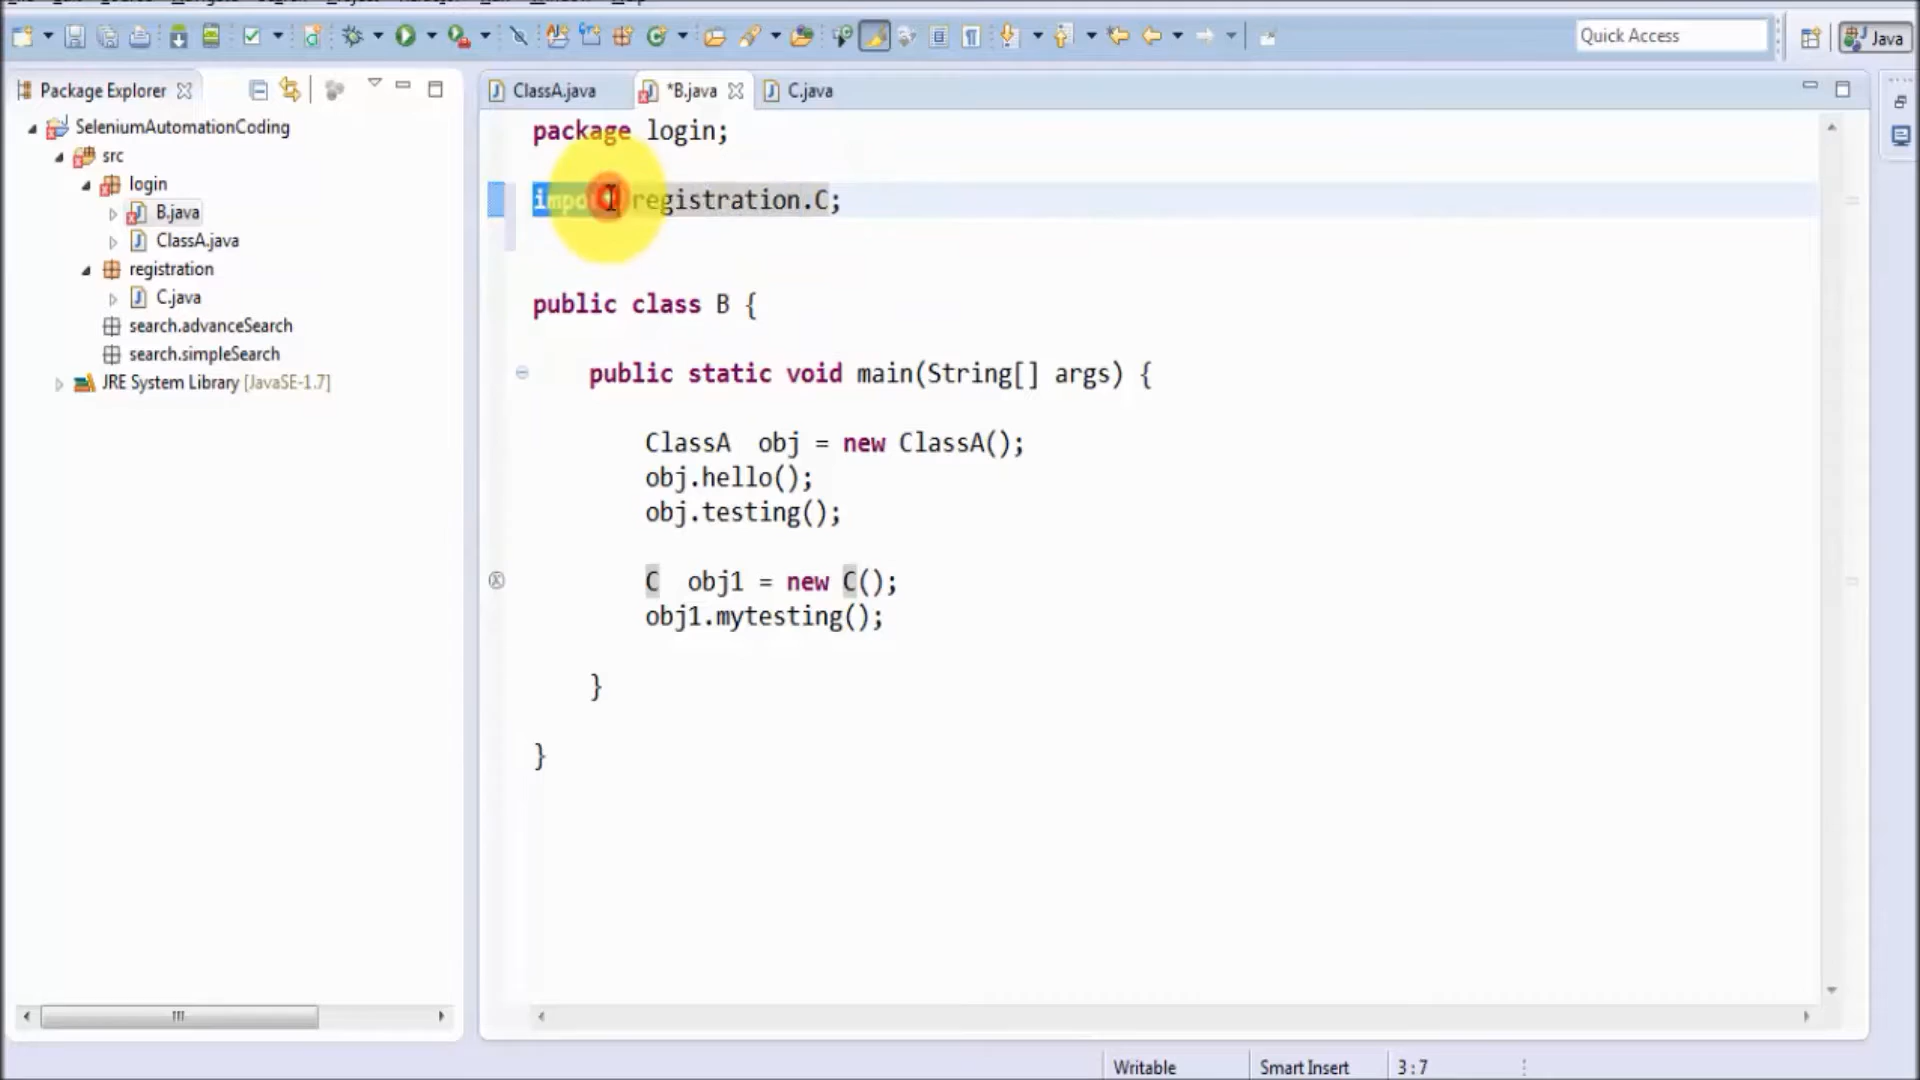 Quick Access
Java
Package Explorer
SeleniumAutomationCoding
src
login
B.java
ClassA.java
registration
C.java
search.advanceSearch
search.simpleSearch
JRE System Library [JavaSE-1.7]
ClassA.java
*B.java
C.java
package login;
import registration.C;
public class B {
public static void main(String[] args) {
ClassA obj = new ClassA();
obj.hello();
obj.testing();
C obj1 = new C();
obj1.mytesting();
}
}
Writable
Smart Insert
3 : 7